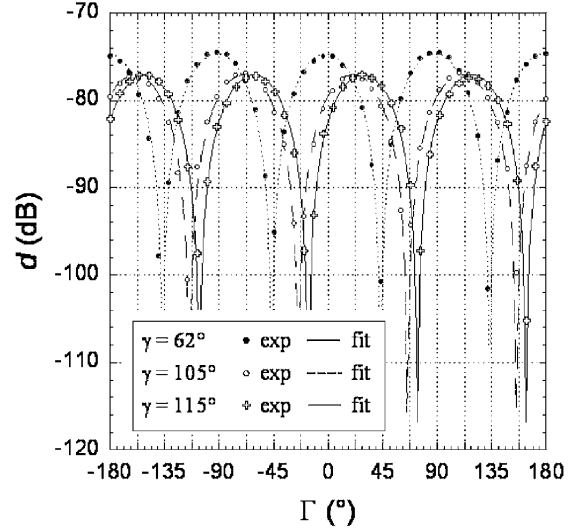 -70
-80
-90
-100
-110
-120
d (dB)
γ = 62° exp fit
γ = 105° exp fit
γ = 115° exp fit
-180 -135 -90 -45 0 45 90 135 180
Γ (°)